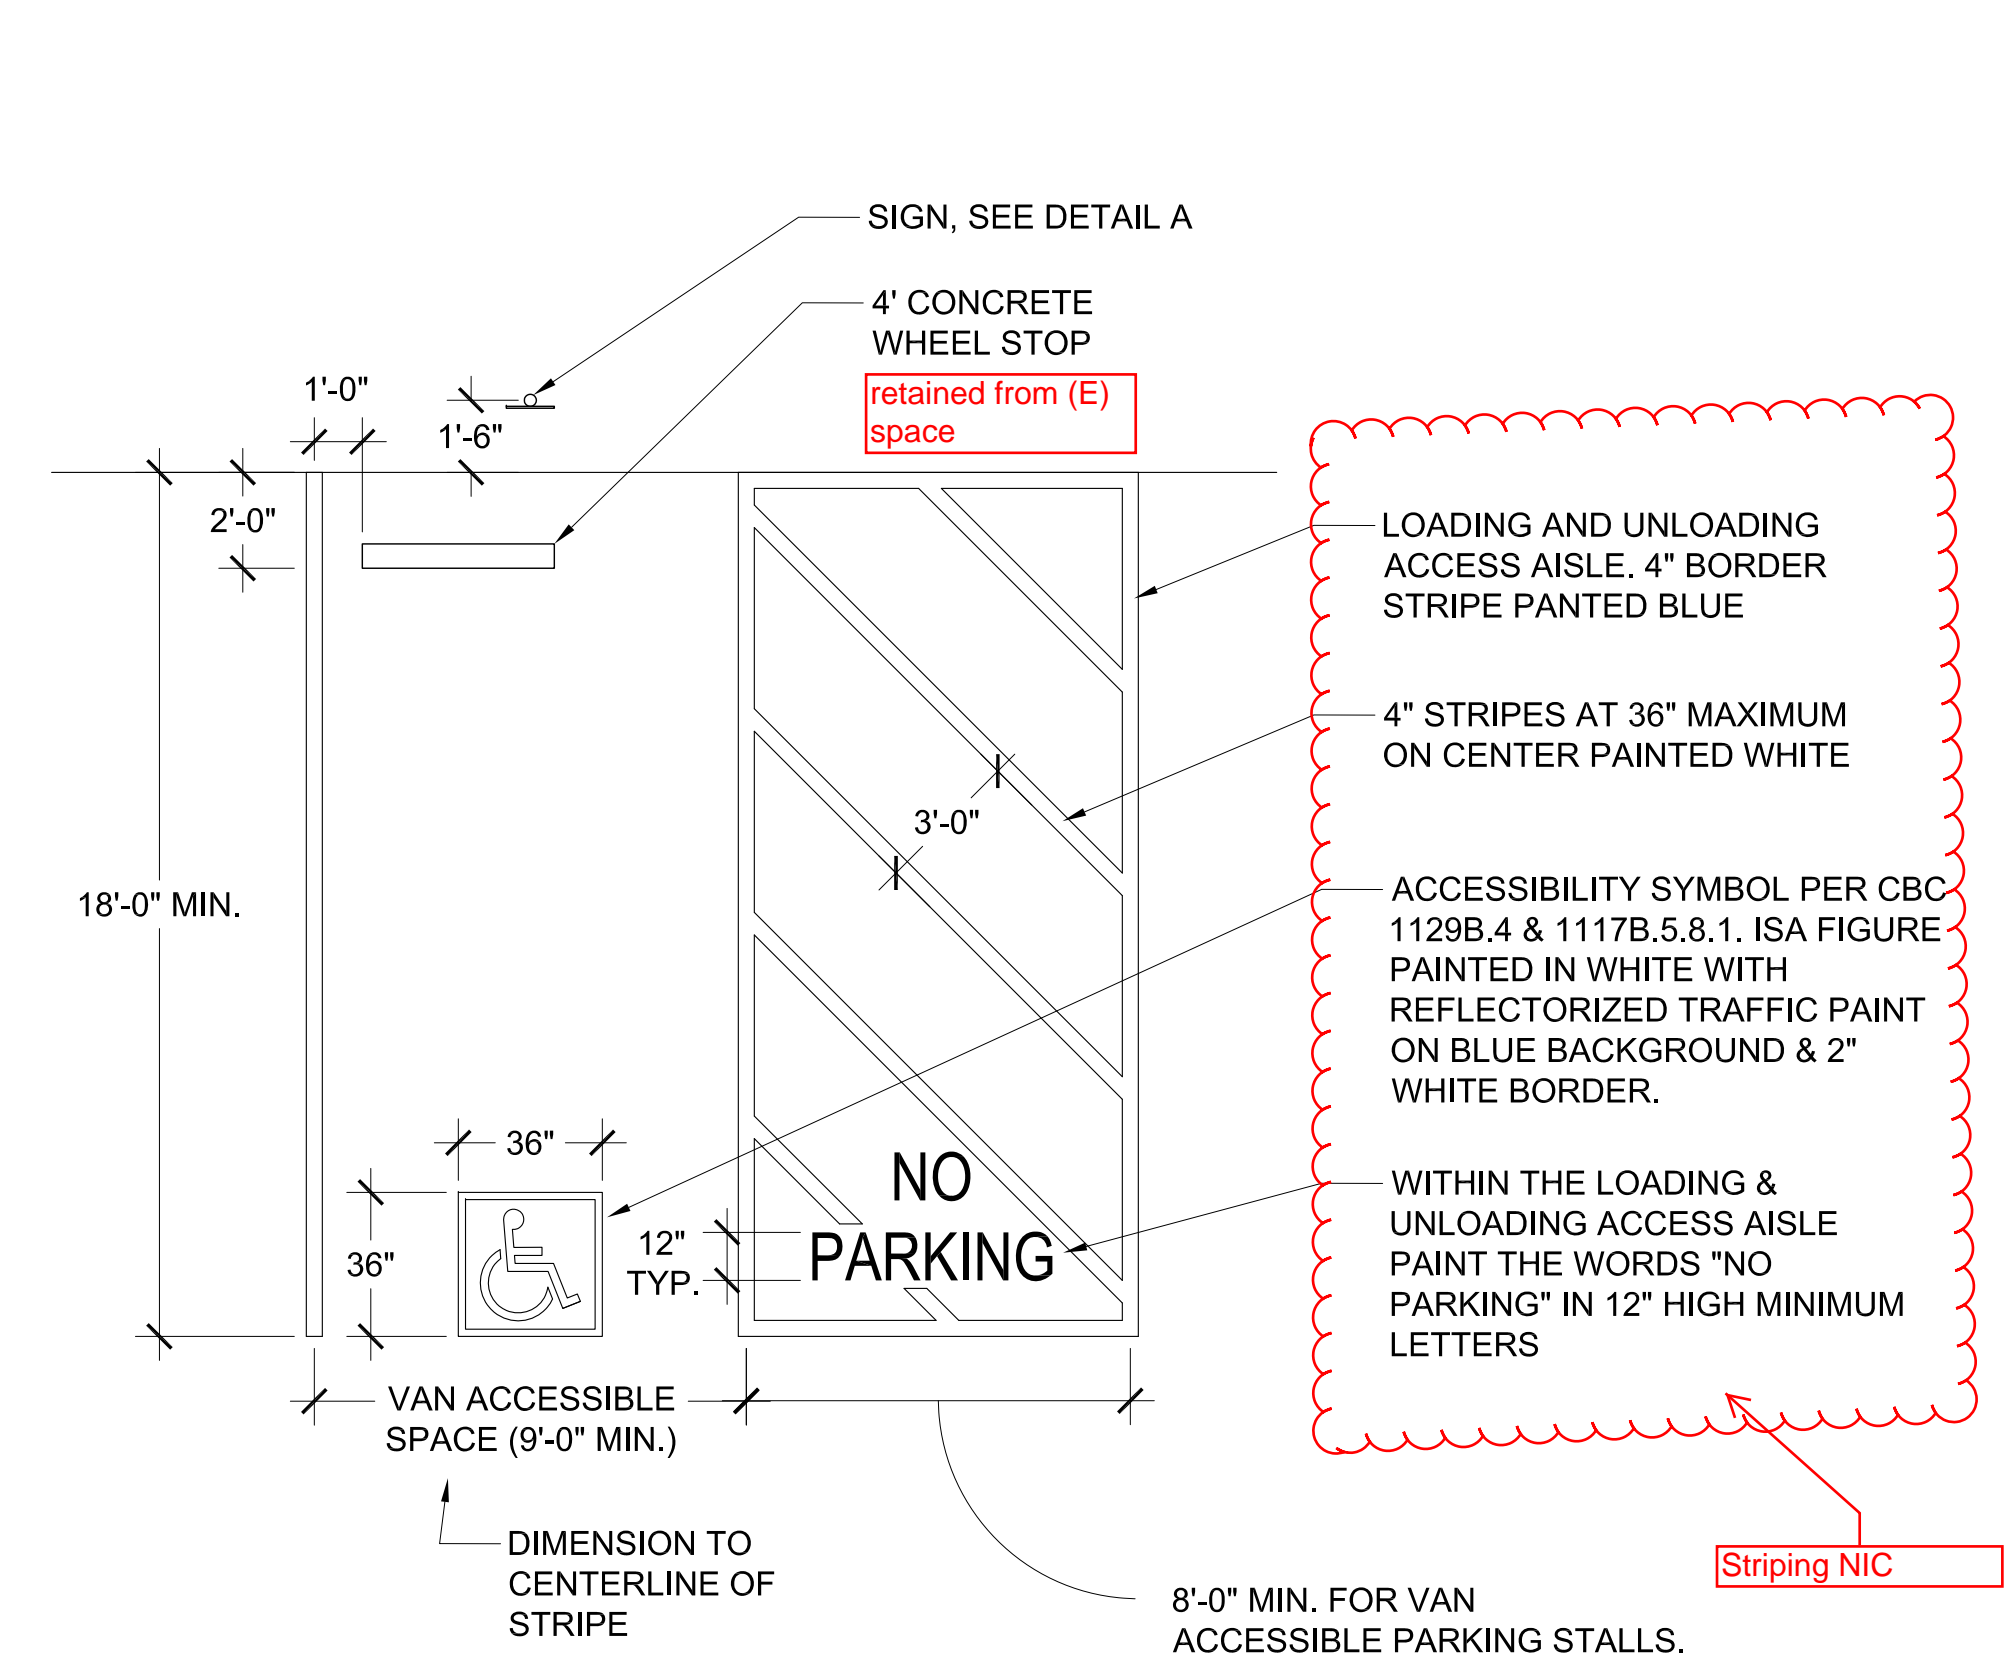 SIGN, SEE DETAIL A
4' CONCRETE
WHEEL STOP
retained from (E)
space
1'-0"
1'-6"
2'-0"
18'-0" MIN.
3'-0"
LOADING AND UNLOADING
ACCESS AISLE. 4" BORDER
STRIPE PANTED BLUE
4" STRIPES AT 36" MAXIMUM
ON CENTER PAINTED WHITE
ACCESSIBILITY SYMBOL PER CBC
1129B.4 & 1117B.5.8.1. ISA FIGURE
PAINTED IN WHITE WITH
REFLECTORIZED TRAFFIC PAINT
ON BLUE BACKGROUND & 2"
WHITE BORDER.
WITHIN THE LOADING &
UNLOADING ACCESS AISLE
PAINT THE WORDS "NO
PARKING" IN 12" HIGH MINIMUM
LETTERS
36"
36"
12"
TYP.
NO
PARKING
VAN ACCESSIBLE
SPACE (9'-0" MIN.)
DIMENSION TO
CENTERLINE OF
STRIPE
8'-0" MIN. FOR VAN
ACCESSIBLE PARKING STALLS.
Striping NIC